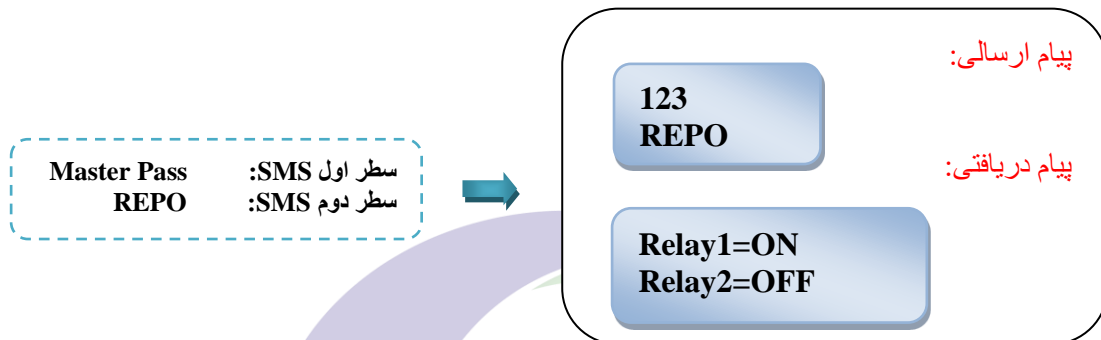 سطر اول SMS: Master Pass
سطر دوم SMS: REPO
پیام ارسالی:
123
REPO
پیام دریافتی:
Relay1=ON
Relay2=OFF